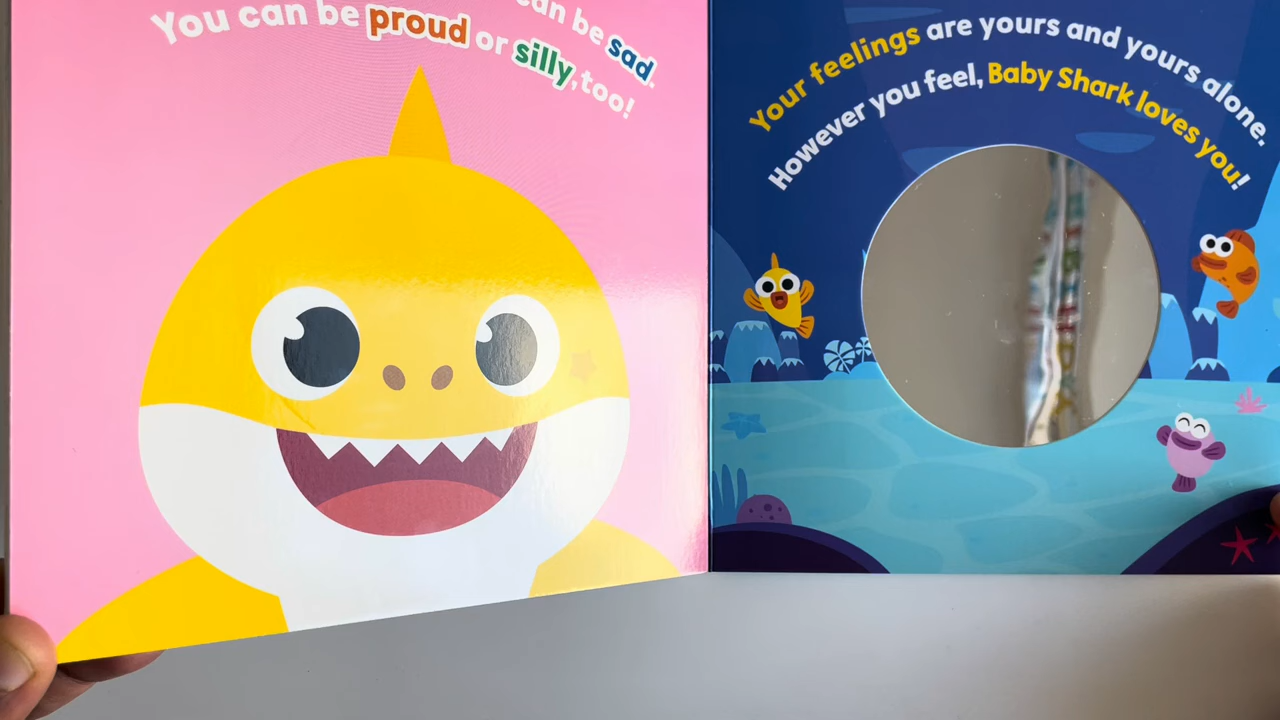 can be sad.
You can be proud or silly, too!
Your feelings are yours and yours alone.
However you feel, Baby Shark loves you!